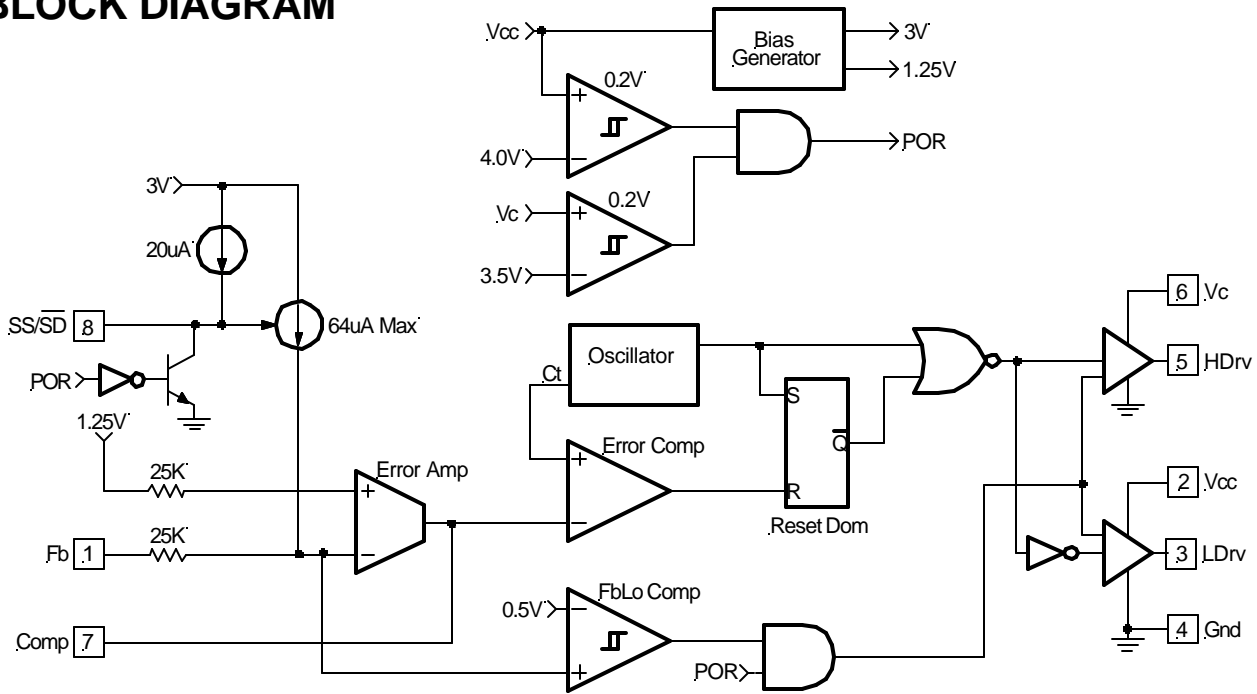 BLOCK DIAGRAM
Vcc
Bias
Generator
3V
1.25V
0.2V
+
4.0V
−
POR
3V
Vc
+
0.2V
20uA
3.5V
−
SS/SD
8
64uA Max
6
Vc
Oscillator
5
HDrv
Ct
POR
S
1.25V
Error Comp
Q
+
25K
Error Amp
+
R
2
Vcc
−
Reset Dom
25K
Fb
1
−
3
LDrv
FbLo Comp
0.5V
−
Comp
7
4
Gnd
+
POR